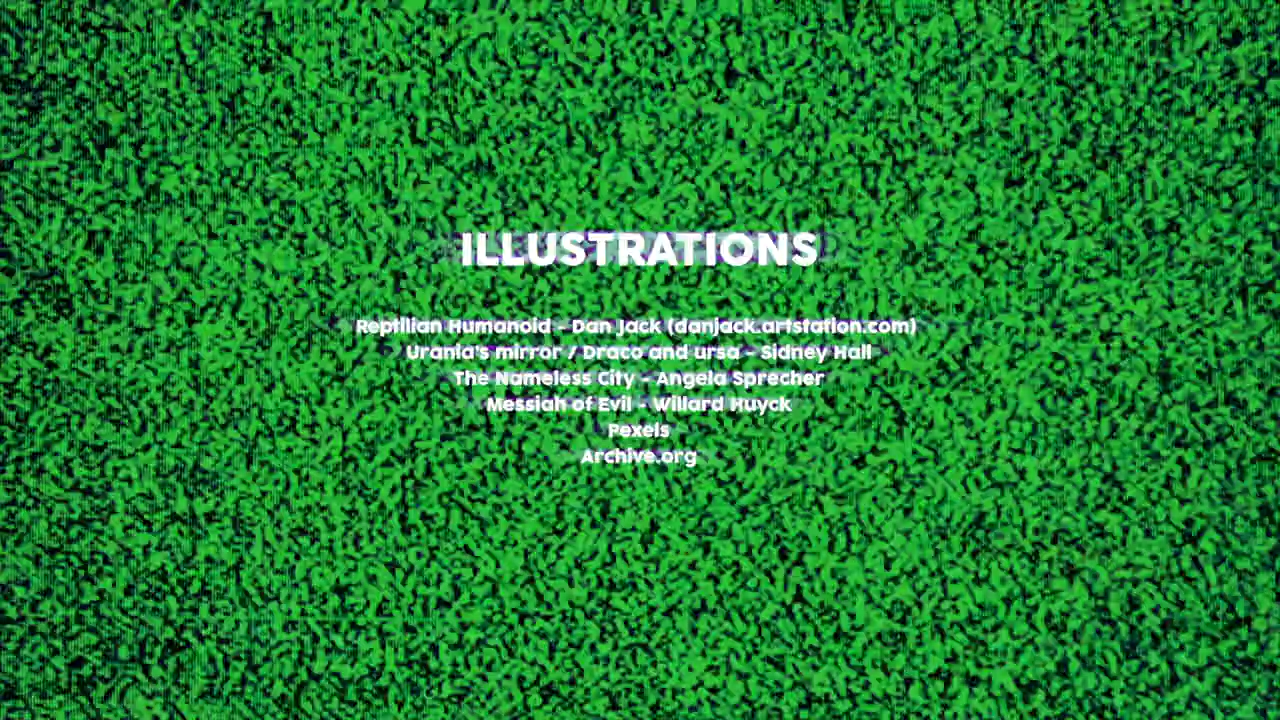 ILLUSTRATIONS
Reptilian Humanoid - Dan Jack (danjack.artstation.com)
Urania's mirror / Draco and ursa - Sidney Hall
The Nameless City - Angela Sprecher
Messiah of Evil - Willard Huyck
Pexels
Archive.org